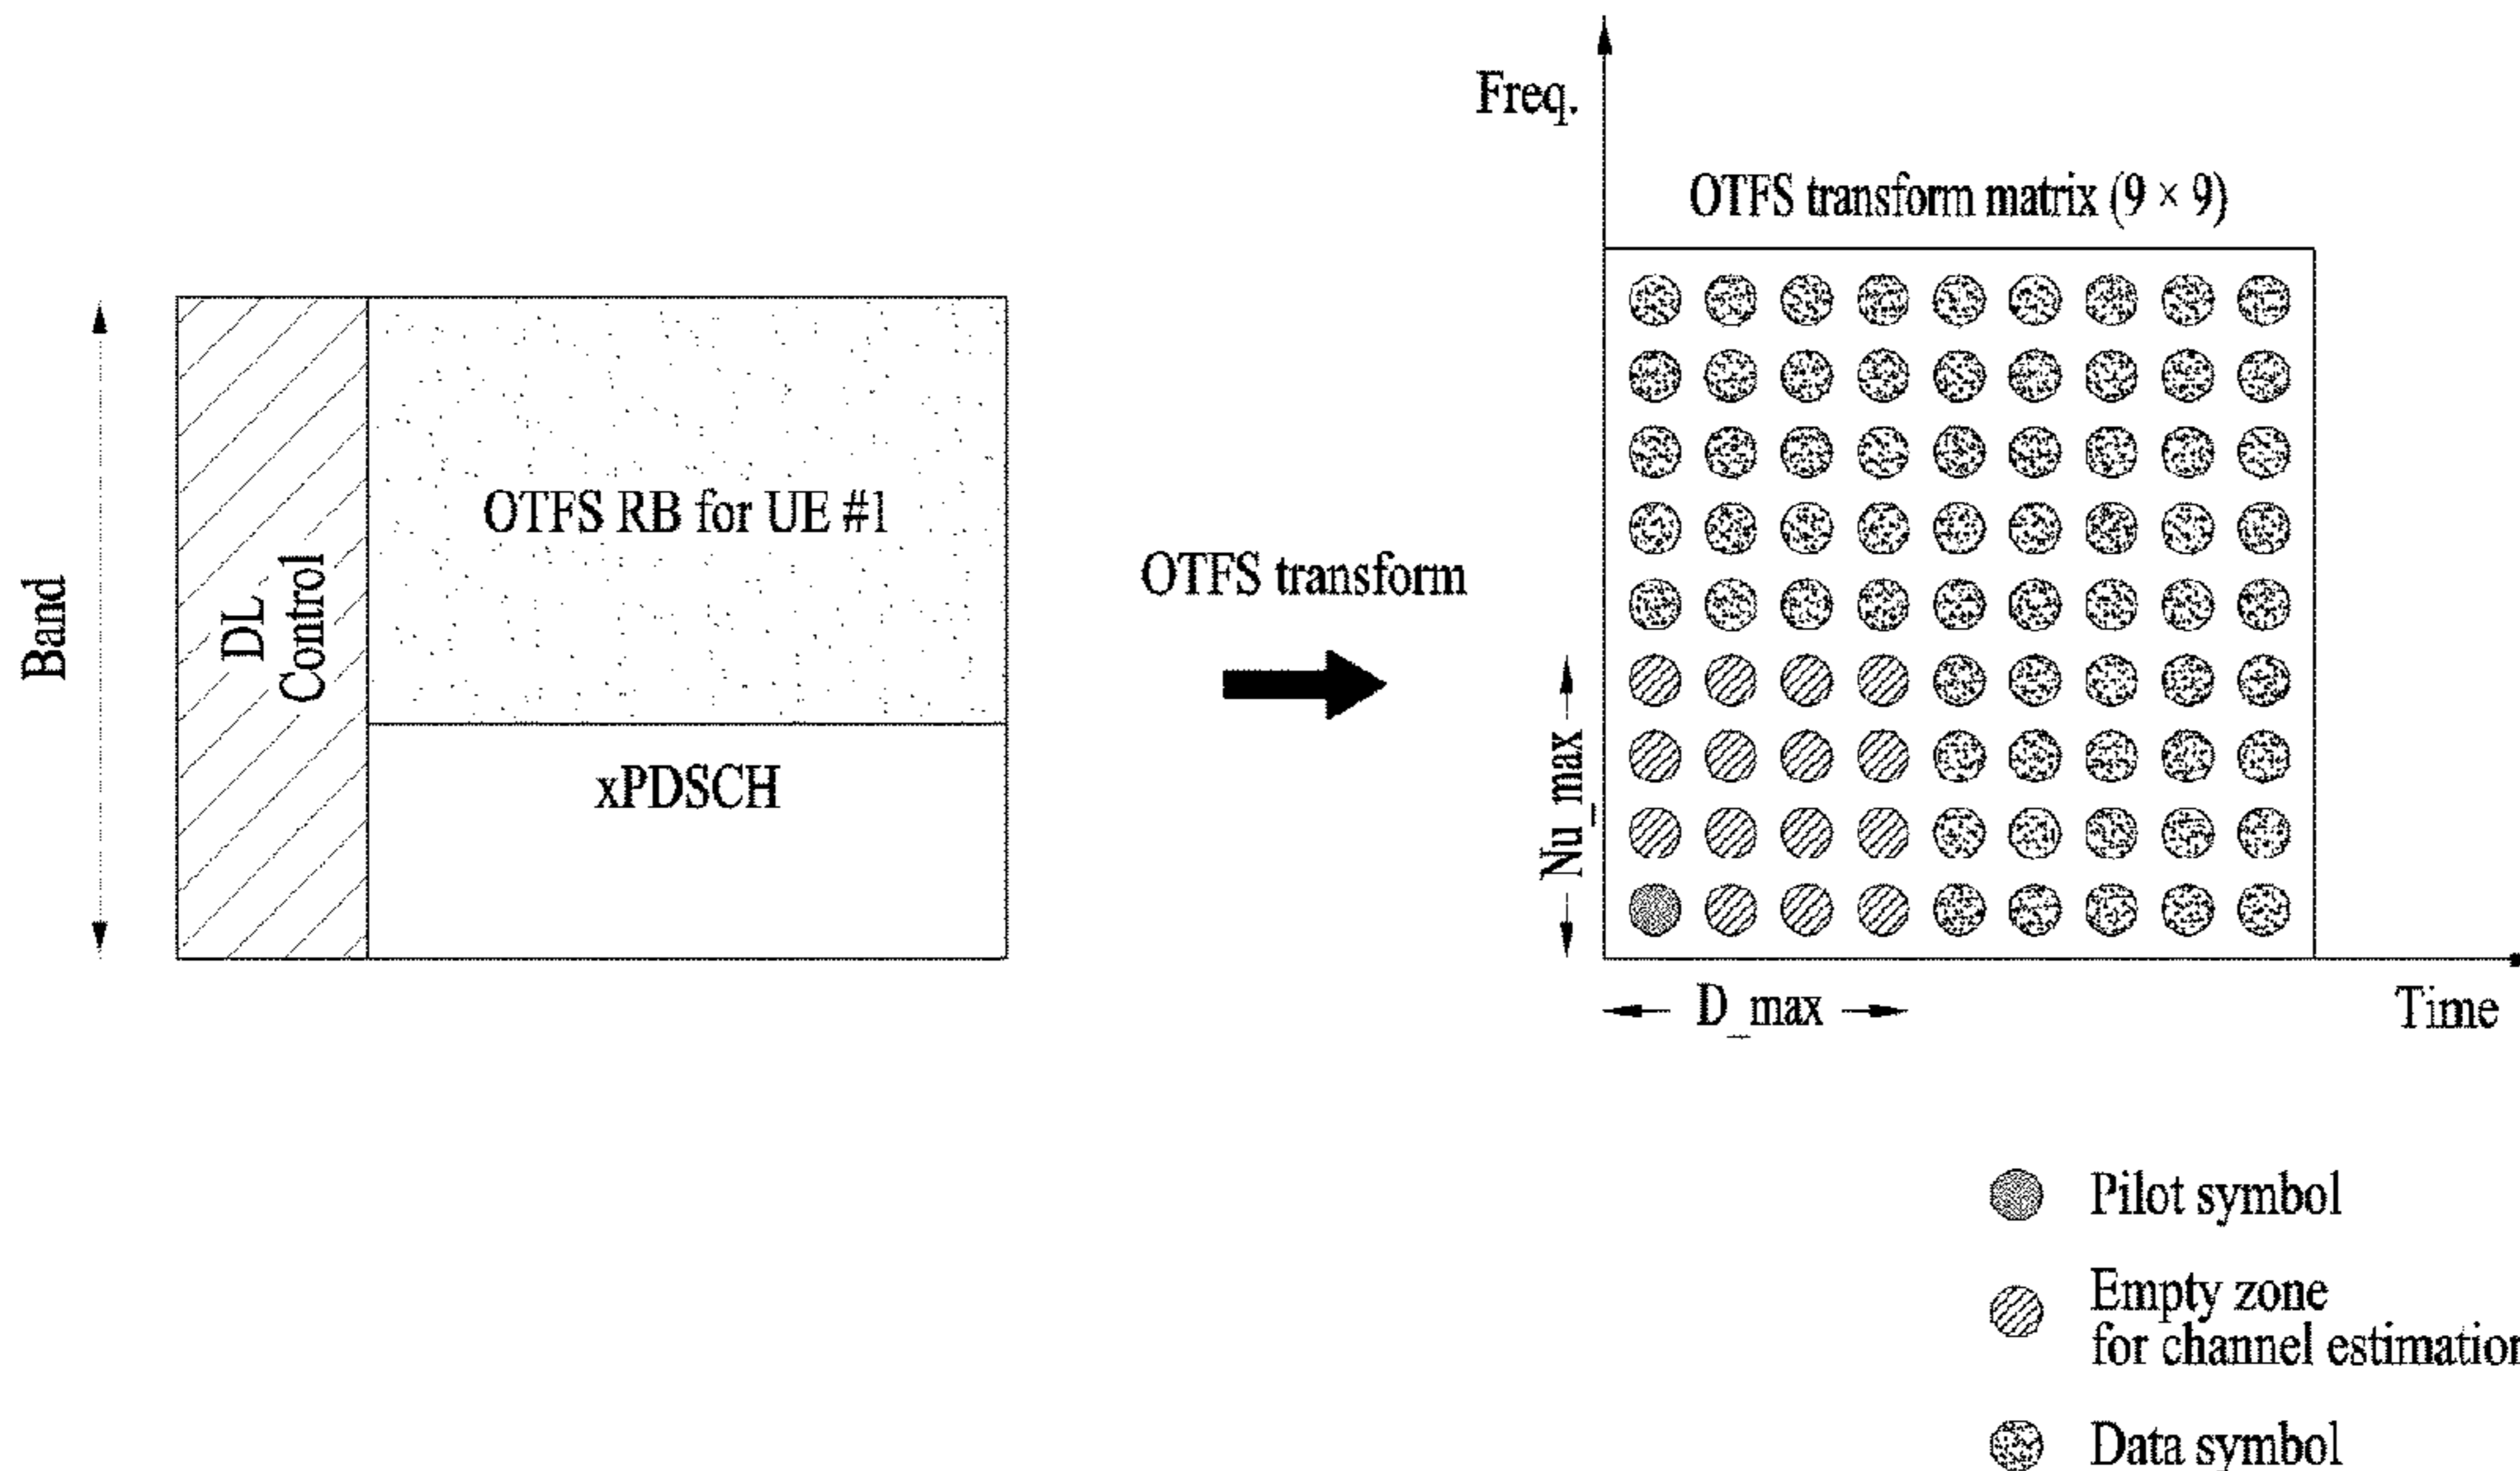 Band
DL
Control
OTFS RB for UE #1
xPDSCH
OTFS transform
Freq.
OTFS transform matrix (9 × 9)
Nu_max
D_max
Time
Pilot symbol
Empty zone
for channel estimation
Data symbol